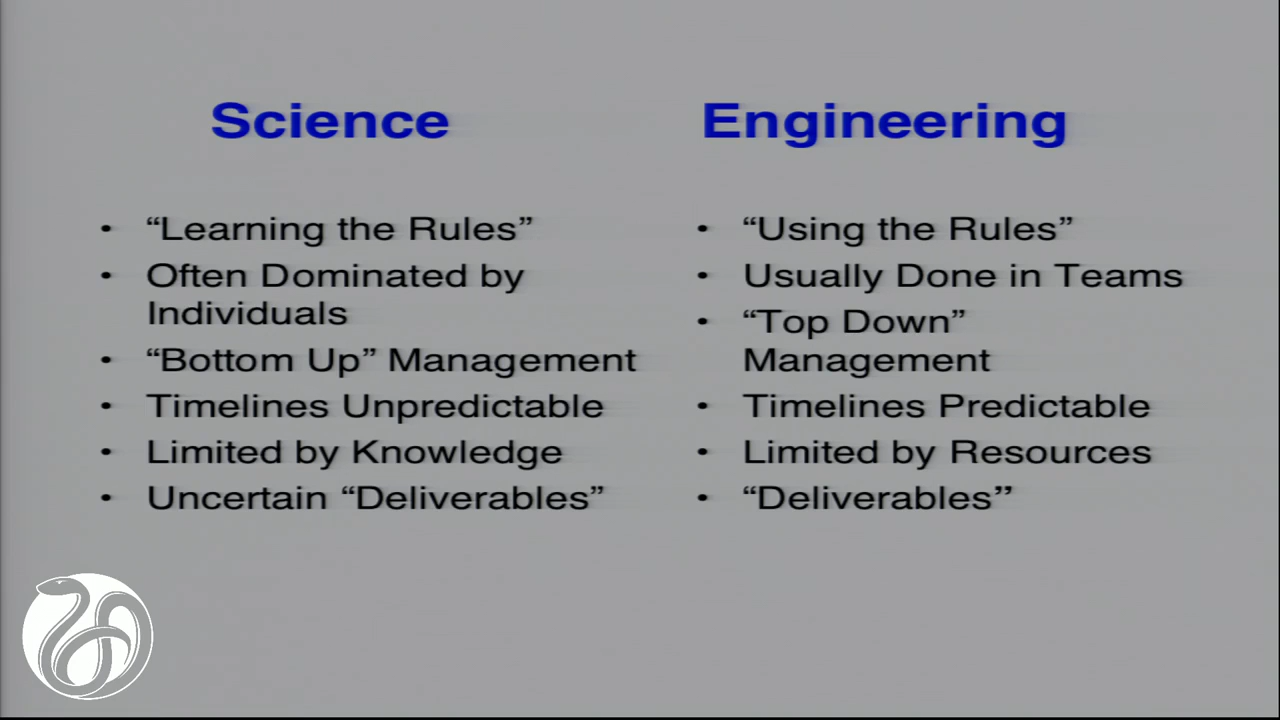 Science
• “Learning the Rules”
• Often Dominated by
Individuals
• “Bottom Up” Management
• Timelines Unpredictable
• Limited by Knowledge
• Uncertain “Deliverables”
Engineering
• “Using the Rules”
• Usually Done in Teams
• “Top Down”
Management
• Timelines Predictable
• Limited by Resources
• “Deliverables”